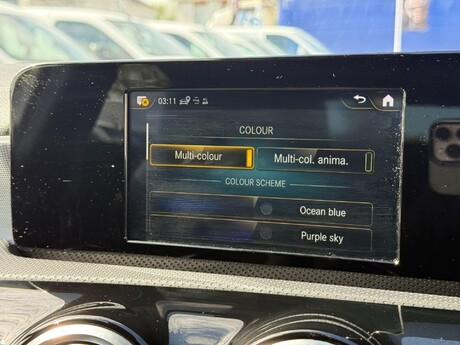 03:11
COLOUR
Multi-colour Multi-col. anima.
COLOUR SCHEME
Ocean blue
Purple sky